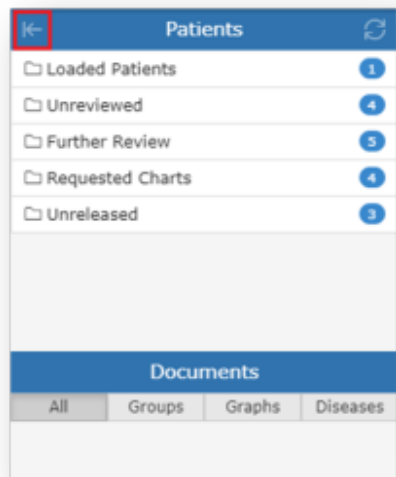 Patients
Loaded Patients 1
Unreviewed 4
Further Review 5
Requested Charts 4
Unreleased 3
Documents
All Groups Graphs Diseases